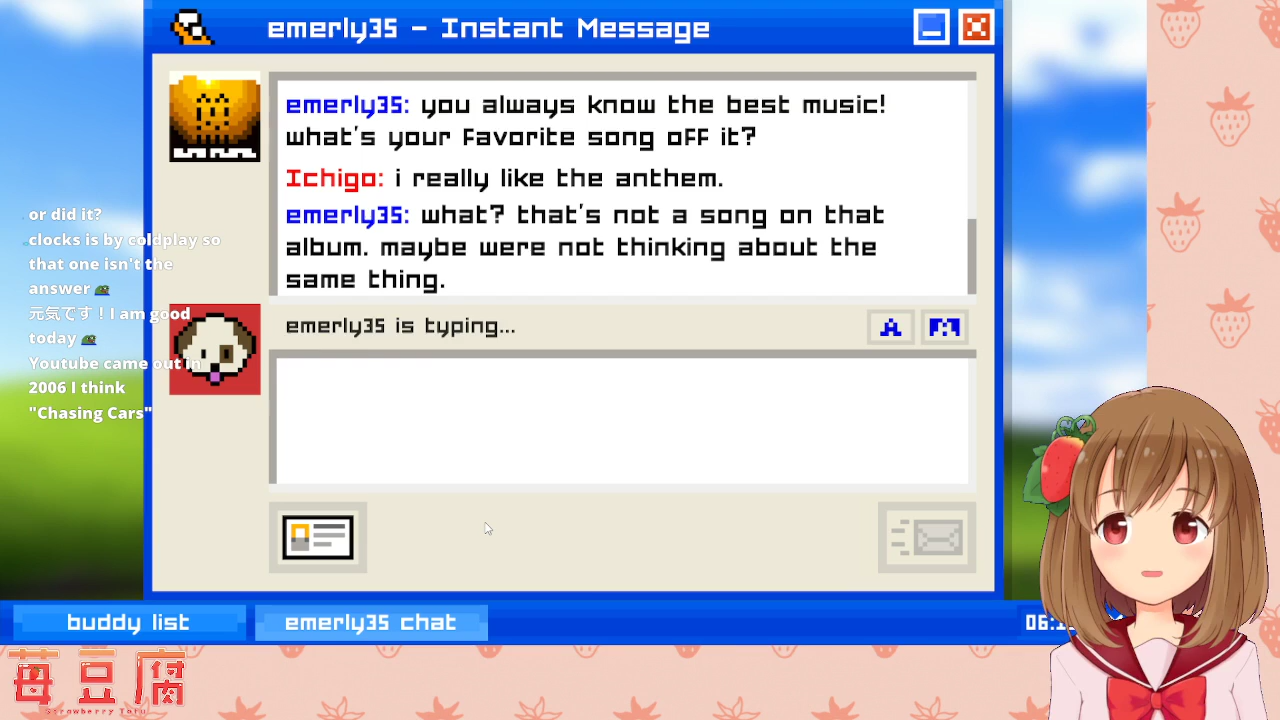 emerly35 - Instant Message
emerly35: you always know the best music!
what's your favorite song off it?
Ichigo: i really like the anthem.
emerly35: what? that's not a song on that
album. maybe were not thinking about the
same thing.
emerly35 is typing...
A
or did it?
clocks is by coldplay so
that one isn't the
answer
元気です！I am good
today
Youtube came out in
2006 I think
"Chasing Cars"
buddy list
emerly35 chat
苺豆腐
Strawberry Tofu